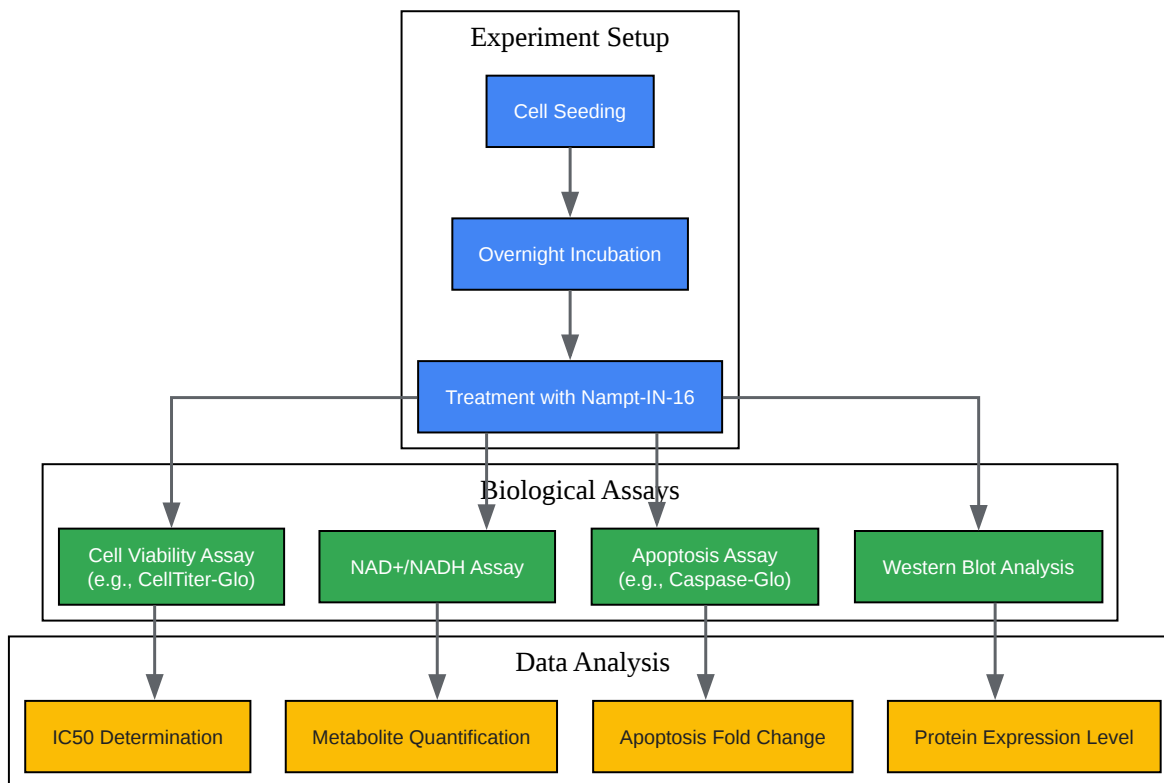 Experiment Setup
Cell Seeding
Overnight Incubation
Treatment with Nampt-IN-16
Biological Assays
Cell Viability Assay
(e.g., CellTiter-Glo)
NAD+/NADH Assay
Apoptosis Assay
(e.g., Caspase-Glo)
Western Blot Analysis
Data Analysis
IC50 Determination
Metabolite Quantification
Apoptosis Fold Change
Protein Expression Level